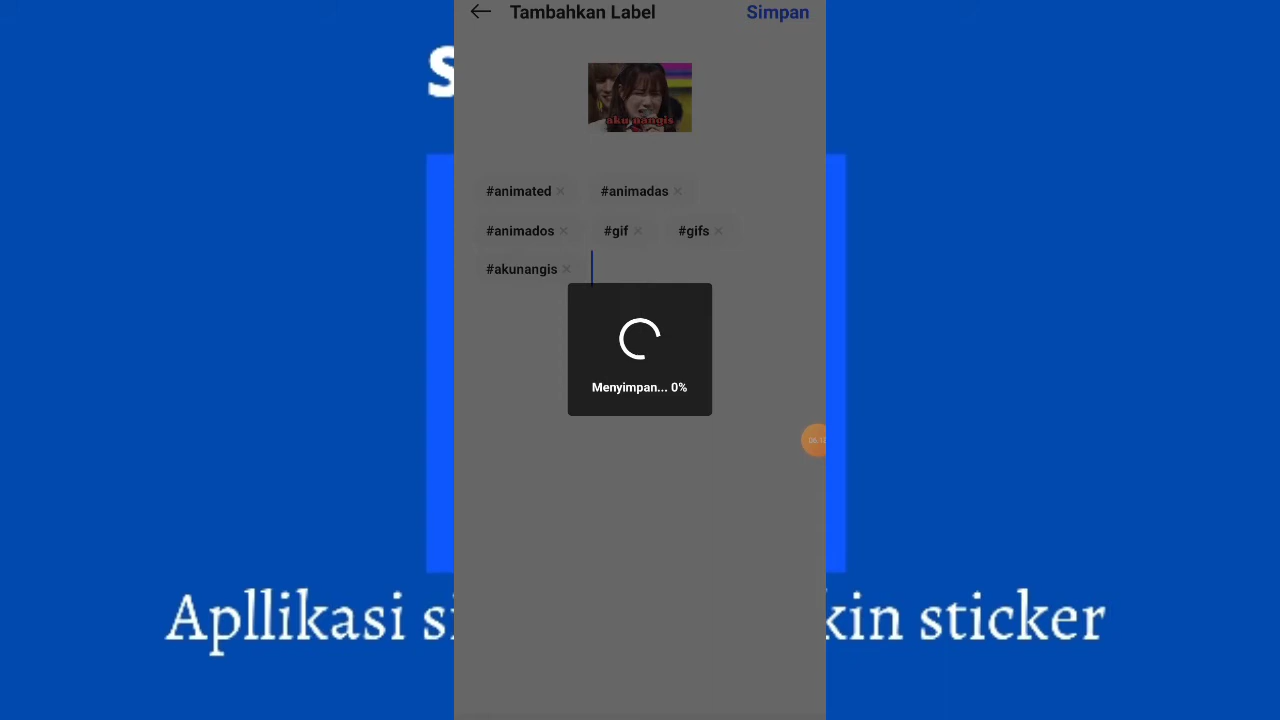 Tambahkan Label Simpan
S
aku nangis
#animated × #animadas ×
#animados × #gif × #gifs ×
#akunangis ×
Menyimpan... 0%
Apllikasi si kin sticker